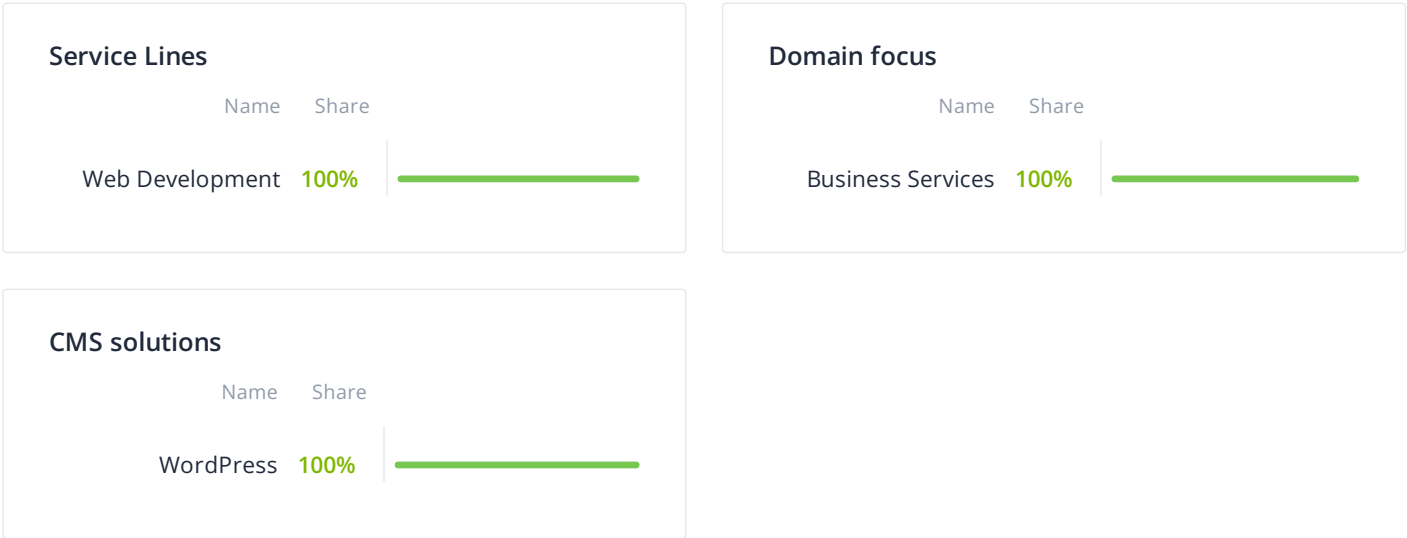 Service Lines
Name Share
Web Development 100%
Domain focus
Name Share
Business Services 100%
CMS solutions
Name Share
WordPress 100%